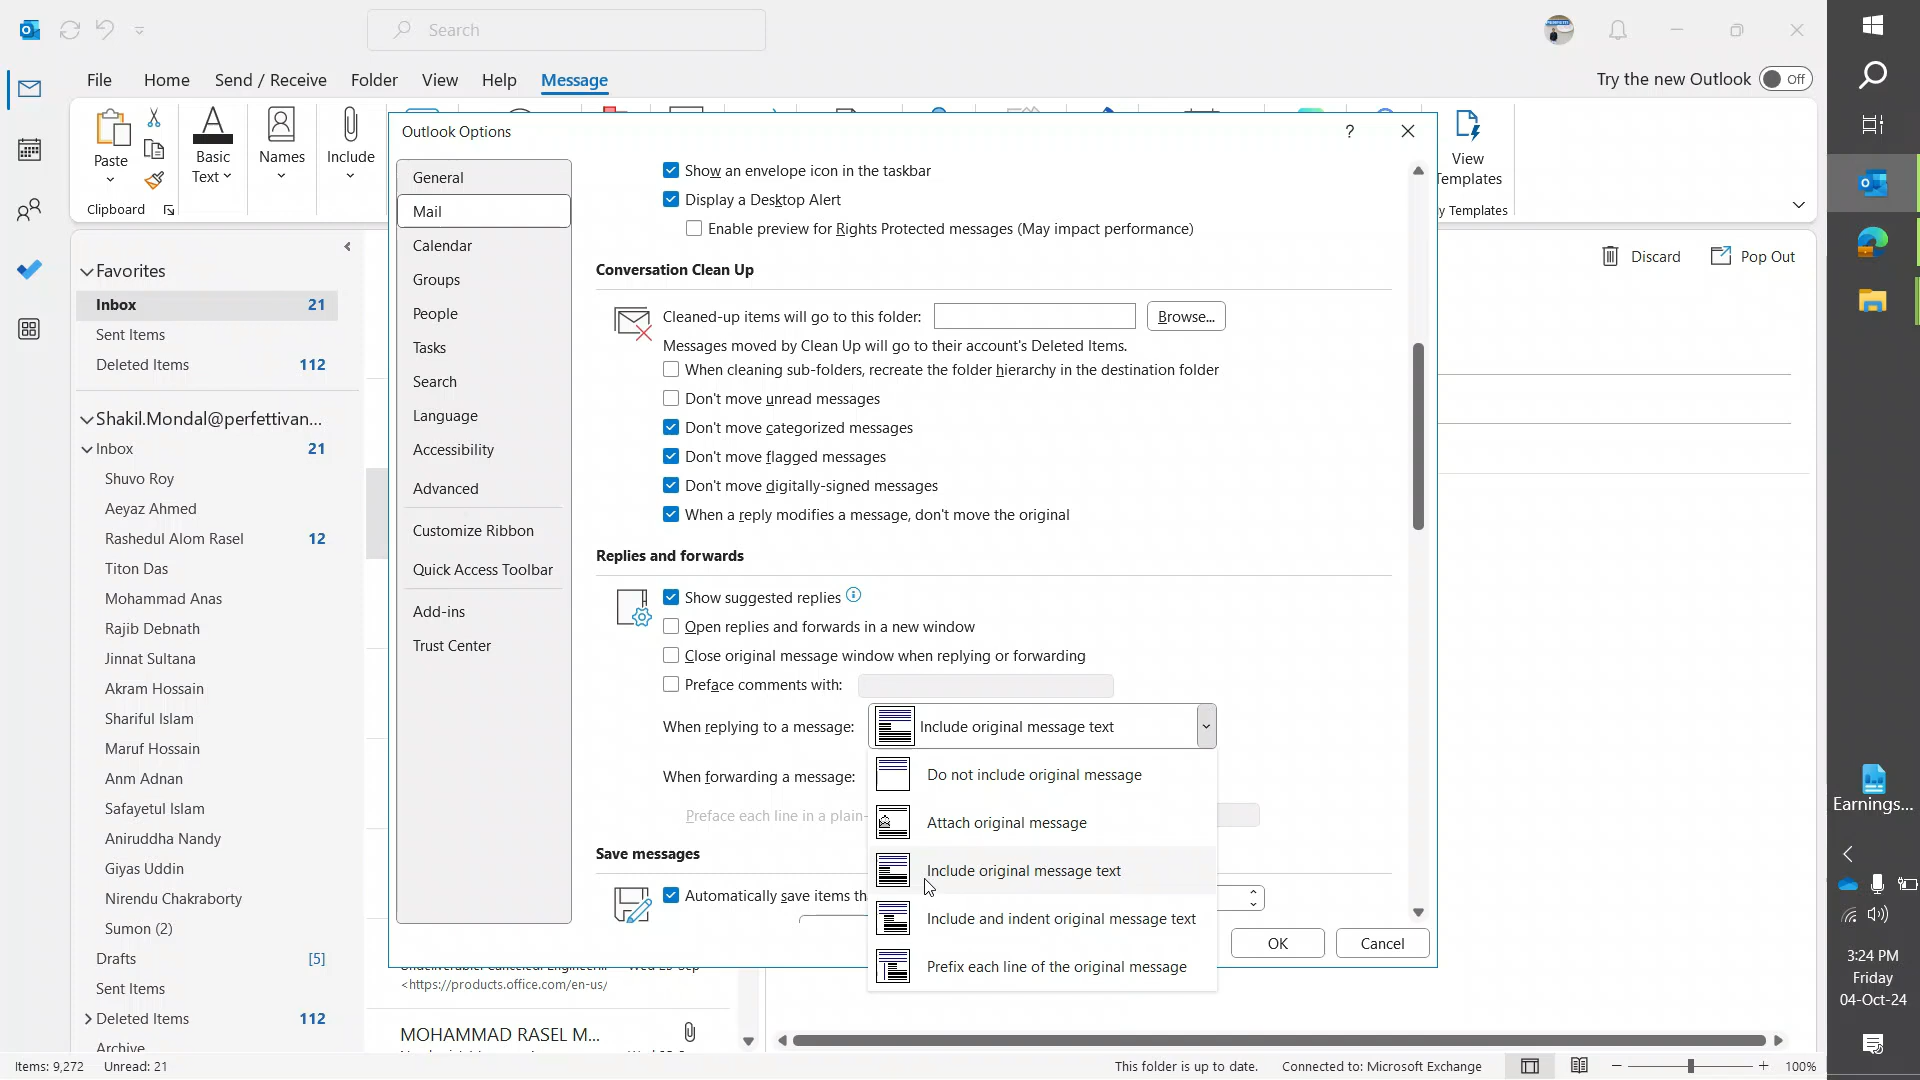 Search
File Home Send / Receive Folder View Help Message
Try the new Outlook Off
Paste
Basic Text
Names
Include
Clipboard
View
Templates
y Templates
Discard Pop Out
Favorites
Inbox 21
Sent Items
Deleted Items 112
Shakil.Mondal@perfettivan...
Inbox 21
Shuvo Roy
Aeyaz Ahmed
Rashedul Alom Rasel 12
Titon Das
Mohammad Anas
Rajib Debnath
Jinnat Sultana
Akram Hossain
Shariful Islam
Maruf Hossain
Anm Adnan
Safayetul Islam
Aniruddha Nandy
Giyas Uddin
Nirendu Chakraborty
Sumon (2)
Drafts [5]
Sent Items
Deleted Items 112
Archive
Outlook Options ?
General
Mail
Calendar
Groups
People
Tasks
Search
Language
Accessibility
Advanced
Customize Ribbon
Quick Access Toolbar
Add-ins
Trust Center
Show an envelope icon in the taskbar
Display a Desktop Alert
Enable preview for Rights Protected messages (May impact performance)
Conversation Clean Up
Cleaned-up items will go to this folder: Browse...
Messages moved by Clean Up will go to their account's Deleted Items.
When cleaning sub-folders, recreate the folder hierarchy in the destination folder
Don't move unread messages
Don't move categorized messages
Don't move flagged messages
Don't move digitally-signed messages
When a reply modifies a message, don't move the original
Replies and forwards
Show suggested replies
Open replies and forwards in a new window
Close original message window when replying or forwarding
Preface comments with:
When replying to a message: Include original message text
Do not include original message
When forwarding a message:
Attach original message
Preface each line in a plain-
Include original message text
Save messages
Include and indent original message text
Automatically save items th
Prefix each line of the original message
OK Cancel
<https://products.office.com/en-us/
MOHAMMAD RASEL M...
Earnings...
3:24 PM
Friday
04-Oct-24
Items: 9,272 Unread: 21
This folder is up to date. Connected to: Microsoft Exchange
100%